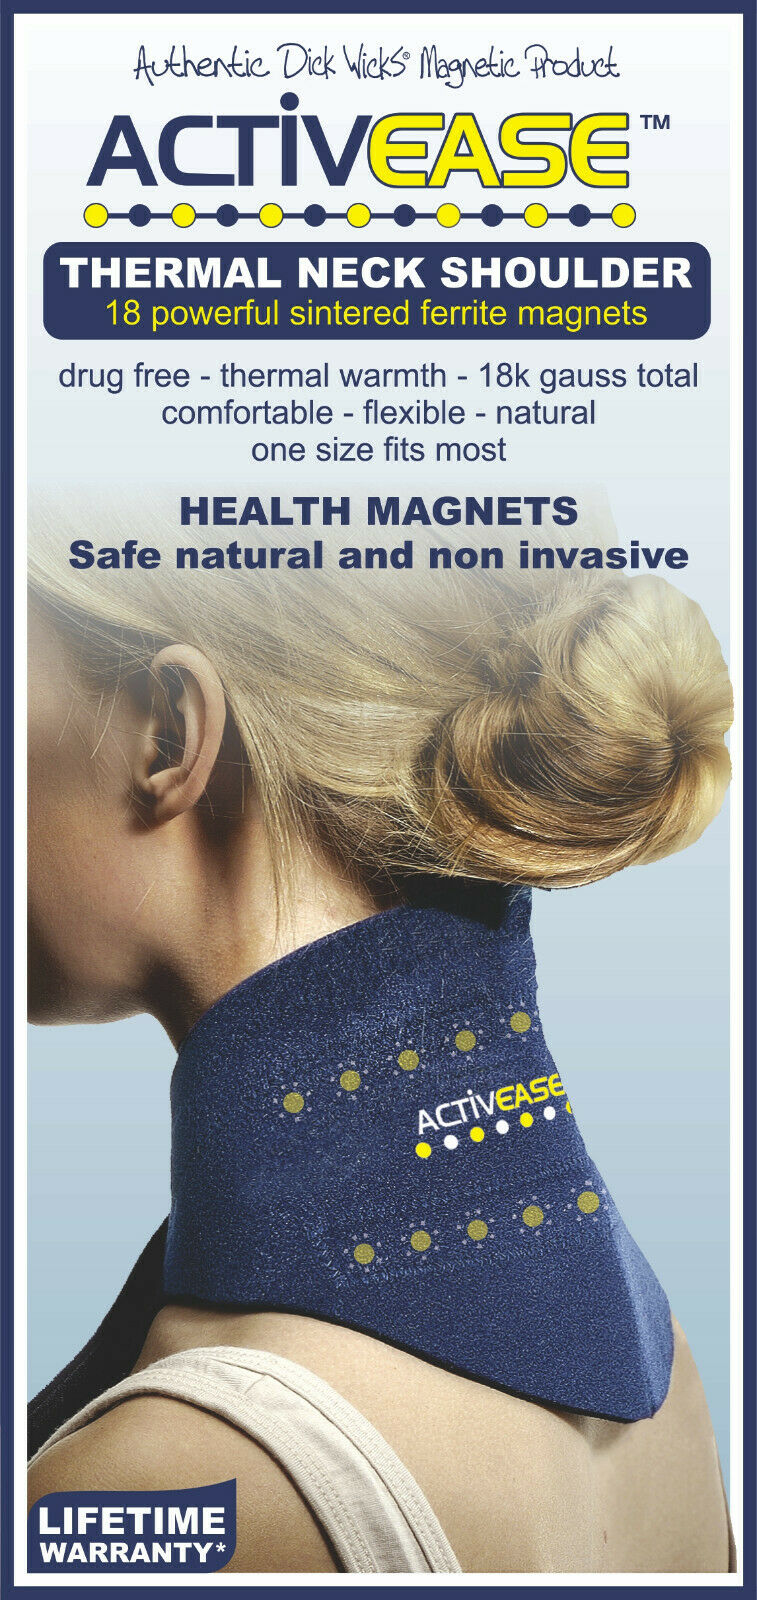 Authentic Dick Wicks® Magnetic Product
ACTiVEASE™
THERMAL NECK SHOULDER
18 powerful sintered ferrite magnets
drug free - thermal warmth - 18k gauss total
comfortable - flexible - natural
one size fits most
HEALTH MAGNETS
Safe natural and non invasive
ACTiVEASE
LIFETIME
WARRANTY*